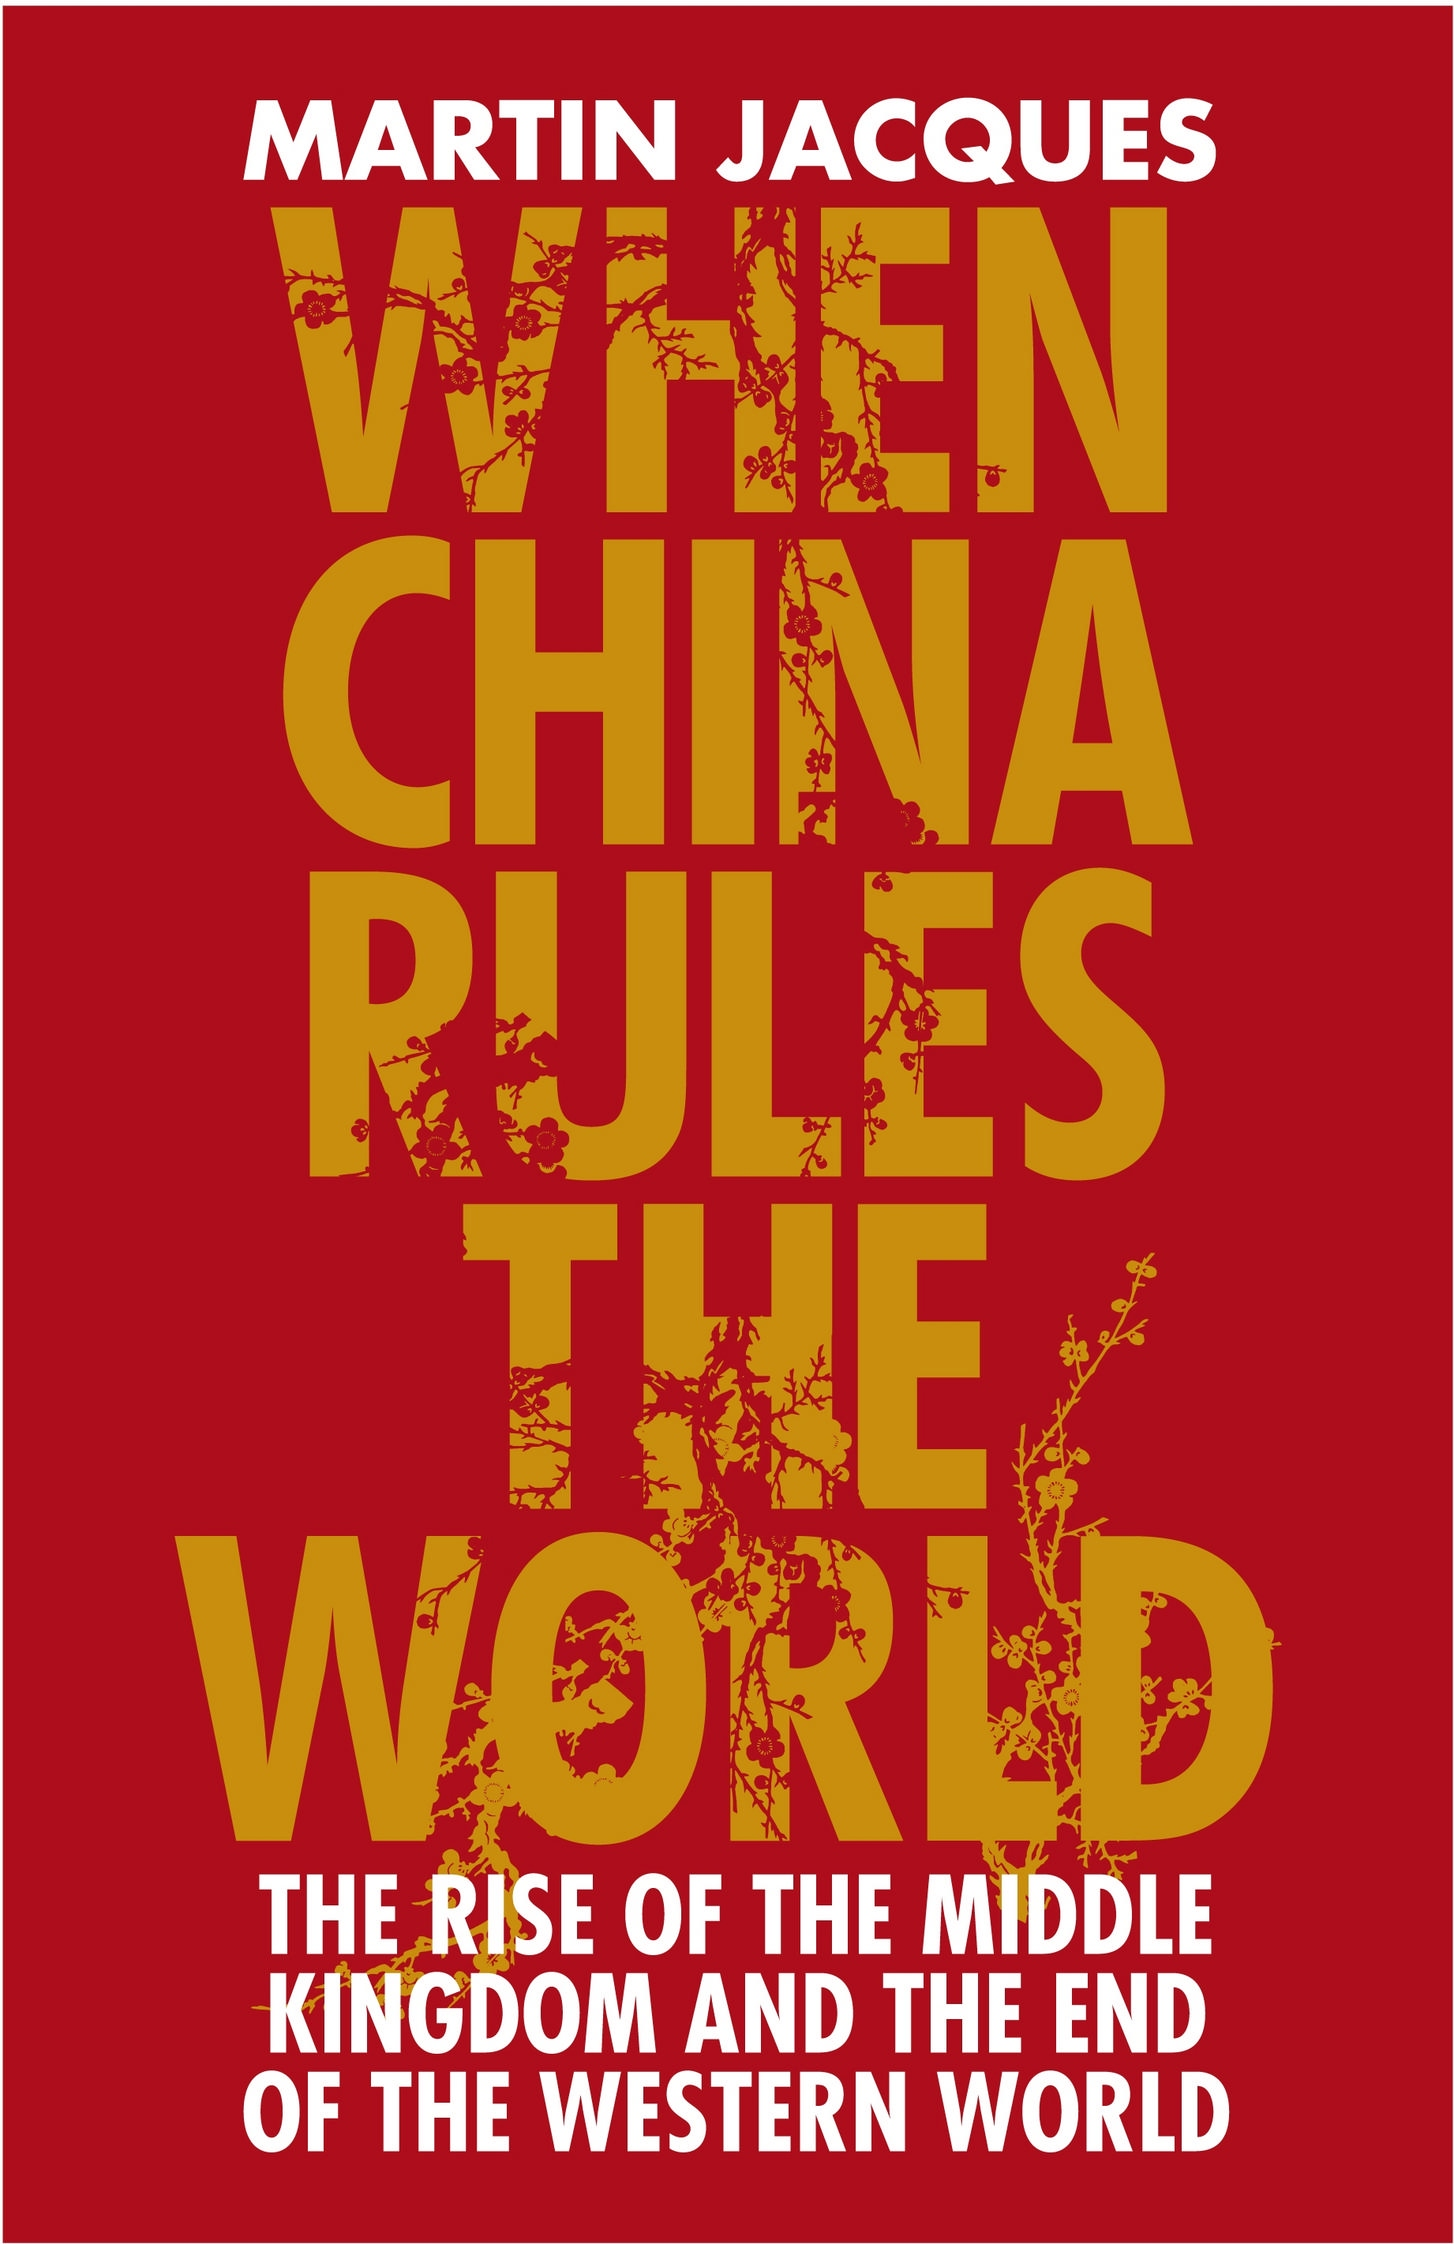 MARTIN JACQUES
WHEN
CHINA
RULES
THE
WORLD
THE RISE OF THE MIDDLE
KINGDOM AND THE END
OF THE WESTERN WORLD